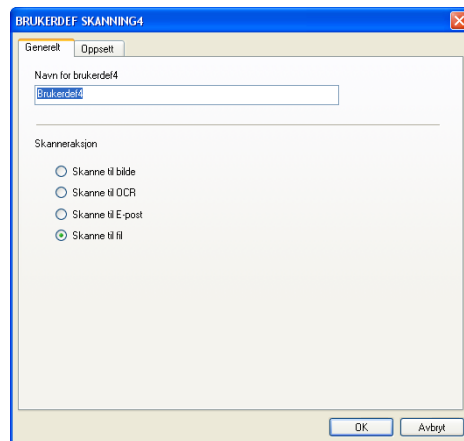 BRUKERDEF SKANNING4
Generelt Oppsett
Navn for brukerdef4
Brukerdef4
Skanneraksjon
Skanne til bilde
Skanne til OCR
Skanne til E-post
Skanne til fil
OK Avbryt